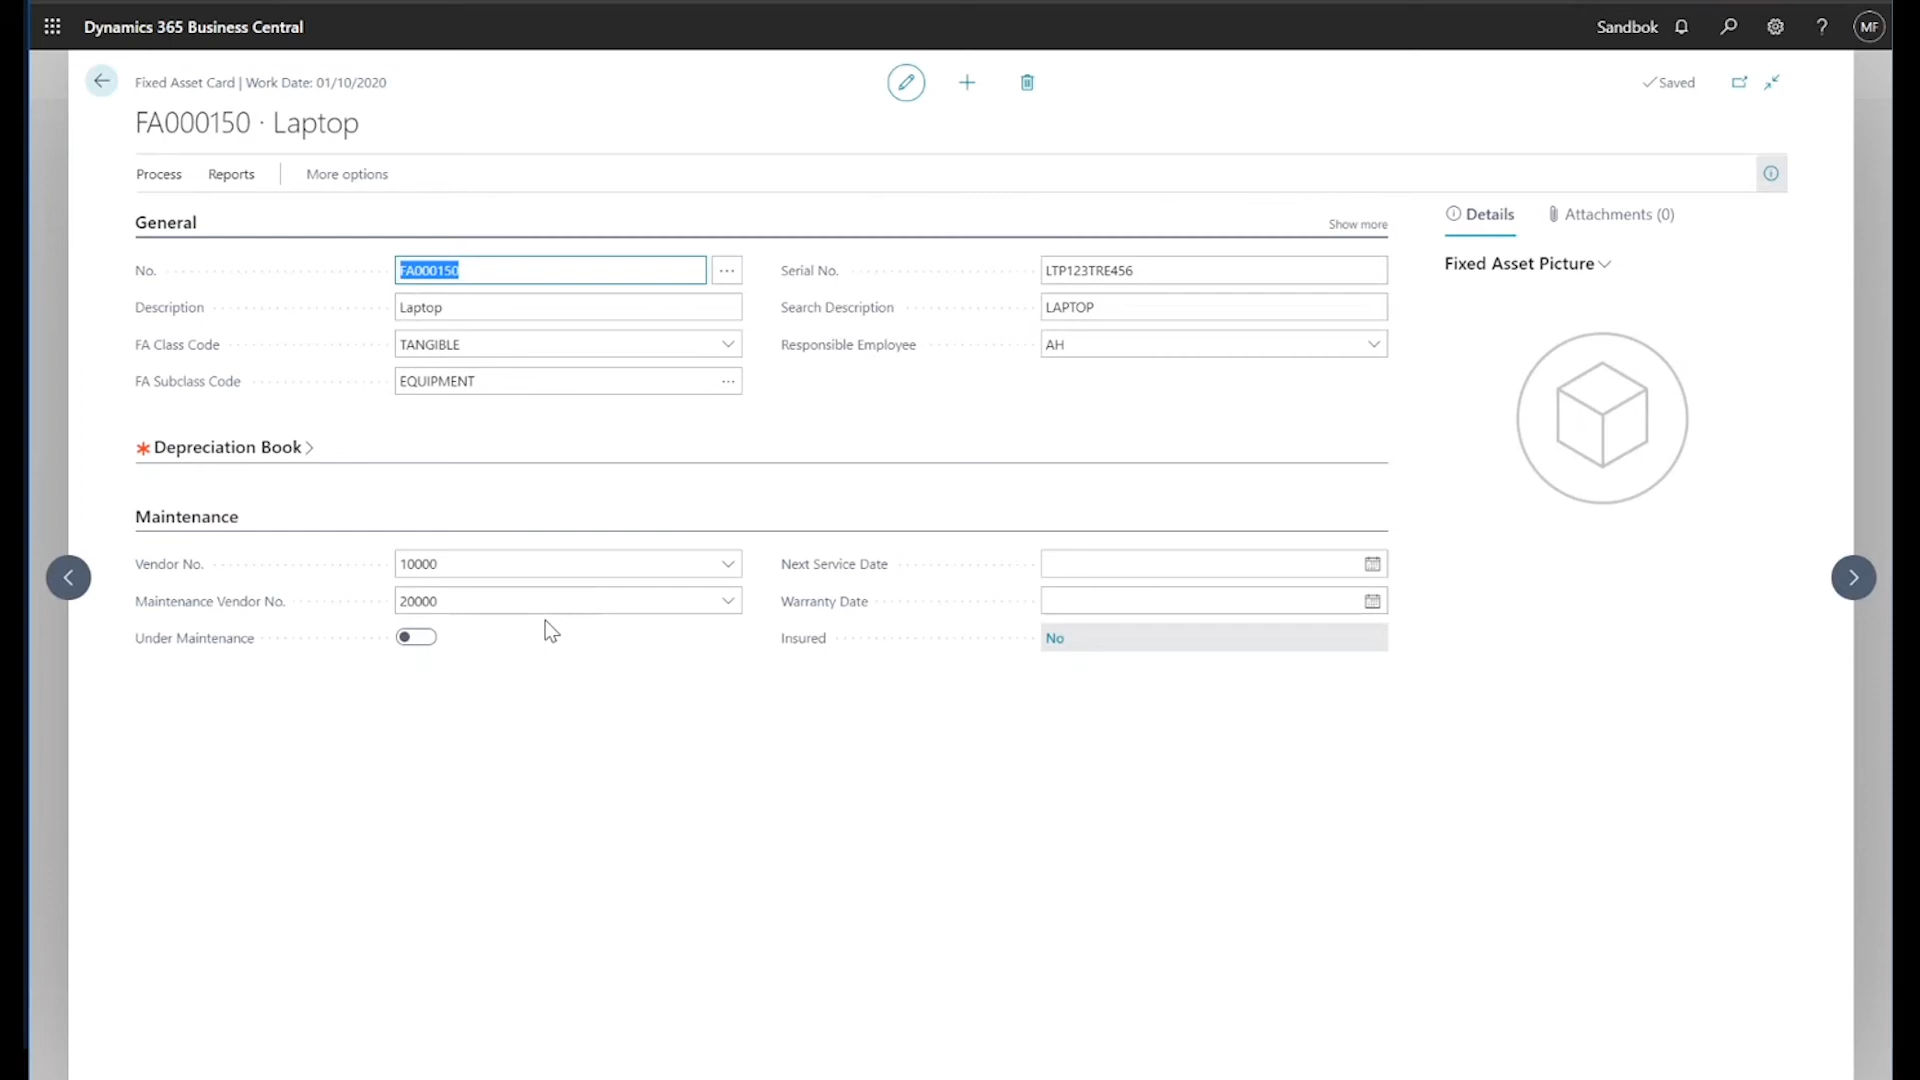 Dynamics 365 Business Central
Sandbok
MF
Fixed Asset Card | Work Date: 01/10/2020
Saved
FA000150 · Laptop
Process
Reports
More options
Details
Attachments (0)
General
Show more
Fixed Asset Picture
No.
FA000150
Serial No.
LTP123TRE456
Description
Laptop
Search Description
LAPTOP
FA Class Code
TANGIBLE
Responsible Employee
AH
FA Subclass Code
EQUIPMENT
Depreciation Book
Maintenance
Vendor No.
10000
Next Service Date
Maintenance Vendor No.
20000
Warranty Date
Under Maintenance
Insured
No